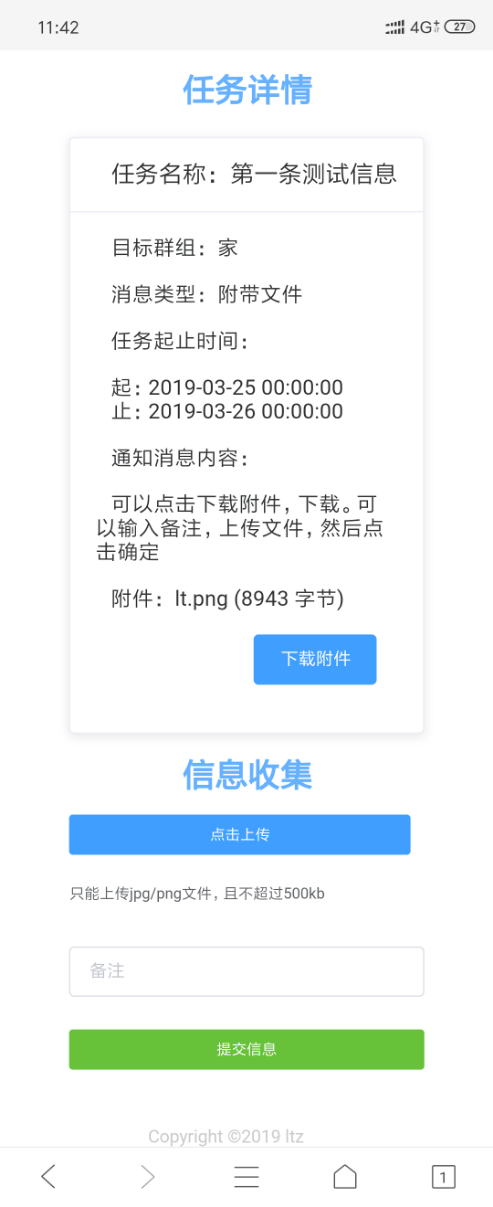 11:42
4G
27
任务详情
任务名称：第一条测试信息
目标群组：家
消息类型：附带文件
任务起止时间：
起：2019-03-25 00:00:00
止：2019-03-26 00:00:00
通知消息内容：
可以点击下载附件，下载。可
以输入备注，上传文件，然后点
击确定
附件：lt.png (8943 字节)
下载附件
信息收集
点击上传
只能上传jpg/png文件，且不超过500kb
备注
提交信息
Copyright ©2019 ltz
1